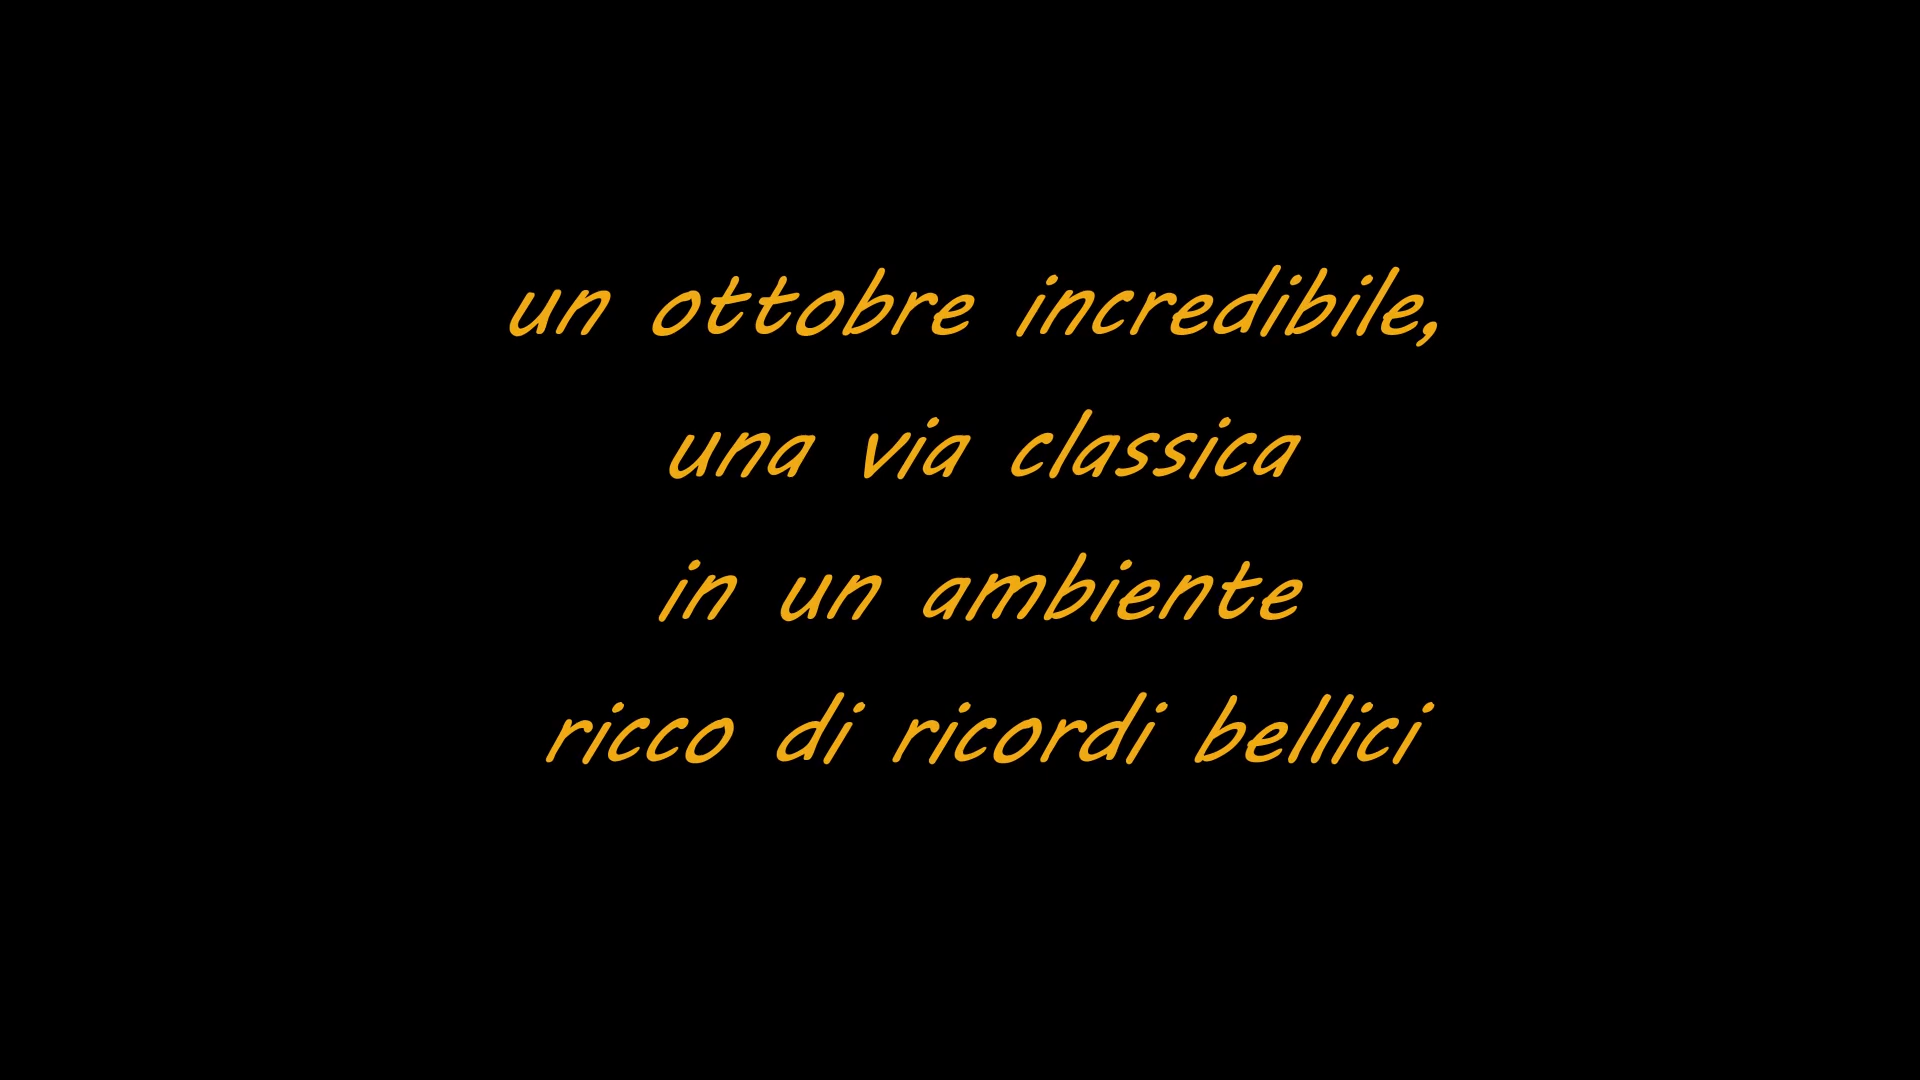 un ottobre incredibile,
una via classica
in un ambiente
ricco di ricordi bellici